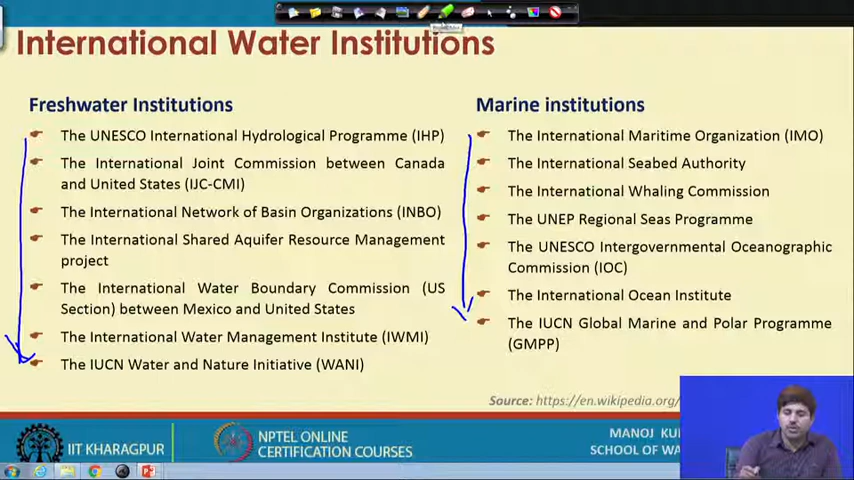 International Water Institutions
Freshwater Institutions
The UNESCO International Hydrological Programme (IHP)
The International Joint Commission between Canada
and United States (IJC-CMI)
The International Network of Basin Organizations (INBO)
The International Shared Aquifer Resource Management
project
The International Water Boundary Commission (US
Section) between Mexico and United States
The International Water Management Institute (IWMI)
The IUCN Water and Nature Initiative (WANI)
Marine institutions
The International Maritime Organization (IMO)
The International Seabed Authority
The International Whaling Commission
The UNEP Regional Seas Programme
The UNESCO Intergovernmental Oceanographic
Commission (IOC)
The International Ocean Institute
The IUCN Global Marine and Polar Programme
(GMPP)
Source: https://en.wikipedia.org/
IIT KHARAGPUR
NPTEL ONLINE
CERTIFICATION COURSES
MANOJ
SCHOOL OF